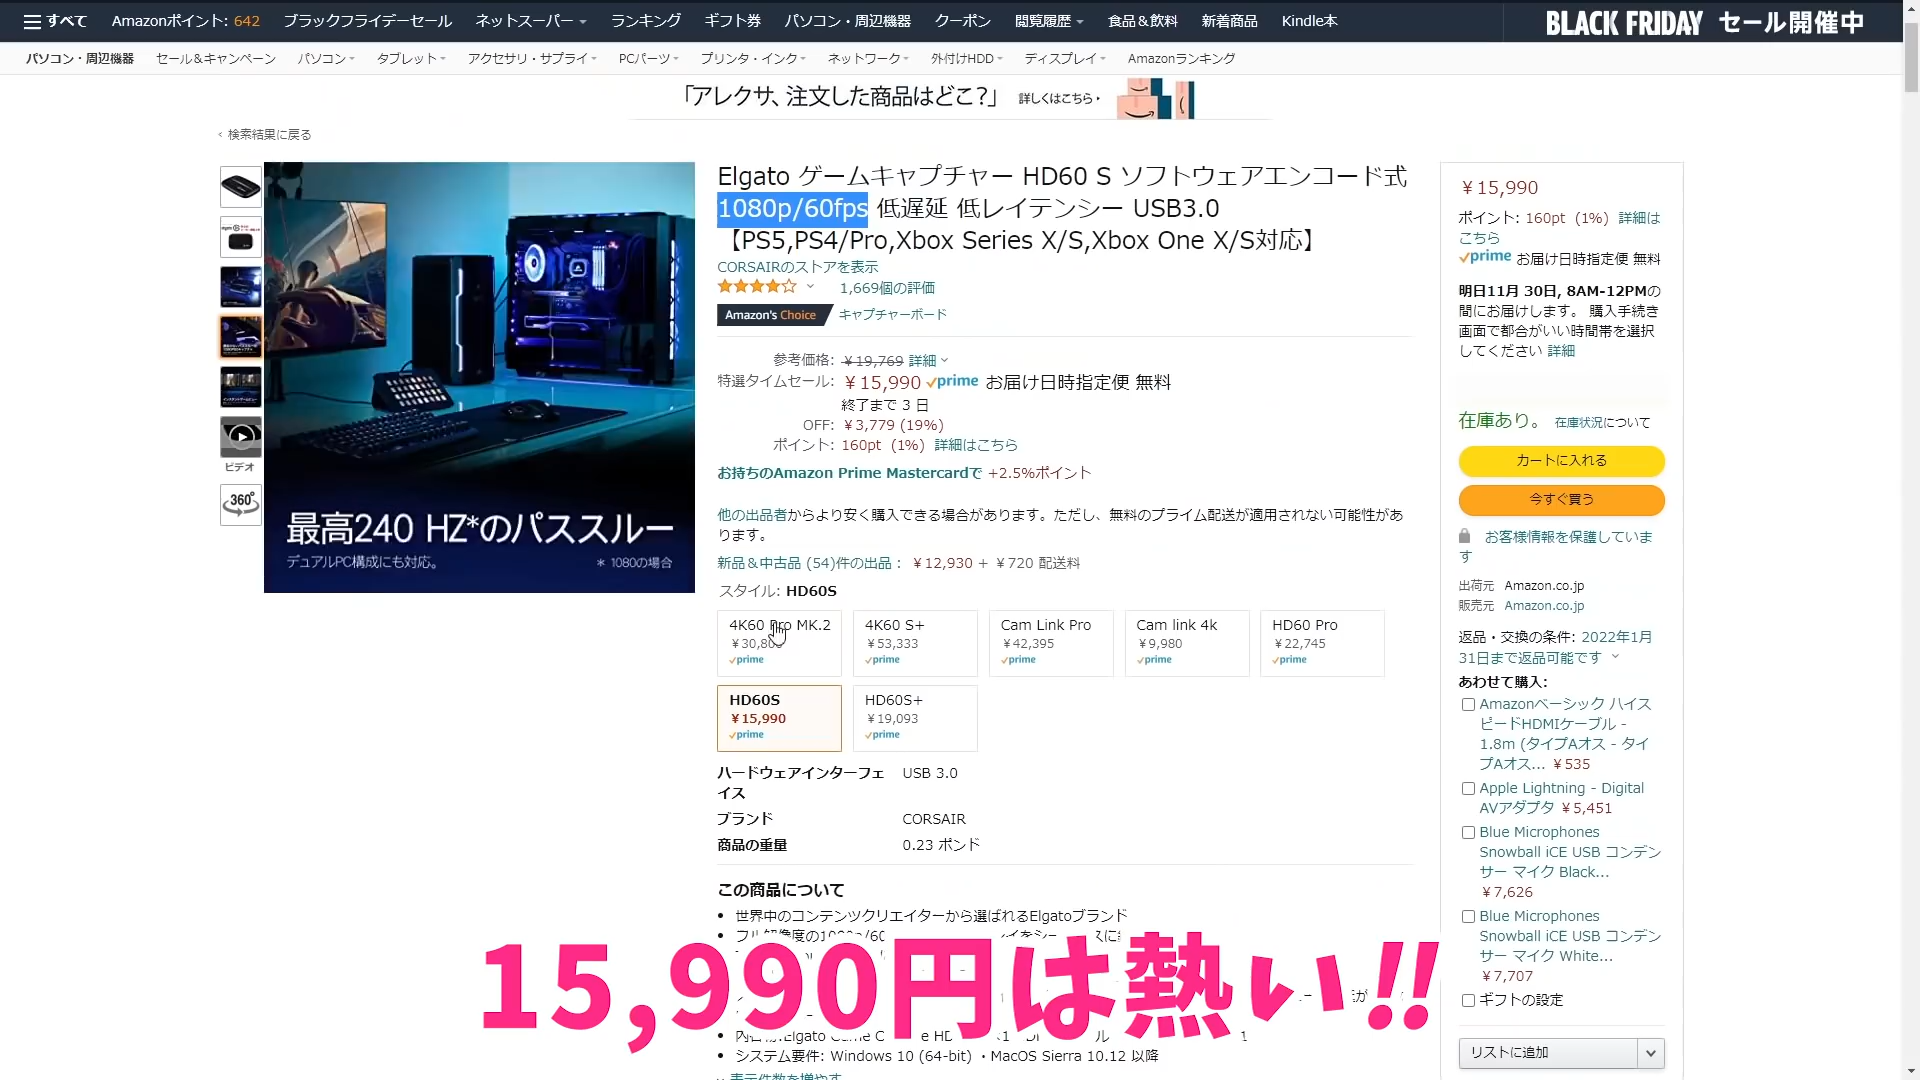 すべて Amazonポイント: 642 ブラックフライデーセール ネットスーパー ランキング ギフト券 パソコン・周辺機器 クーポン 閲覧履歴 食品&飲料 新着商品 Kindle本 BLACK FRIDAY セール開催中
パソコン・周辺機器 セール&キャンペーン パソコン タブレット アクセサリ・サプライ PCパーツ プリンタ・インク ネットワーク 外付けHDD ディスプレイ Amazonランキング
「アレクサ、注文した商品はどこ?」 詳しくはこちら
‹ 検索結果に戻る
最高240 HZ*のパススルー
デュアルPC構成にも対応。 * 1080の場合
ビデオ
360°
Elgato ゲームキャプチャー HD60 S ソフトウェアエンコード式
1080p/60fps 低遅延 低レイテンシー USB3.0
【PS5,PS4/Pro,Xbox Series X/S,Xbox One X/S対応】
CORSAIRのストアを表示
1,669個の評価
Amazon's Choice キャプチャーボード
参考価格: ¥19,769 詳細
特選タイムセール: ¥15,990 prime お届け日時指定便 無料
終了まで 3 日
OFF: ¥3,779 (19%)
ポイント: 160pt (1%) 詳細はこちら
お持ちのAmazon Prime Mastercardで +2.5%ポイント
他の出品者からより安く購入できる場合があります。ただし、無料のプライム配送が適用されない可能性があ
ります。
新品&中古品 (54)件の出品: ¥12,930 + ¥720 配送料
スタイル: HD60S
4K60 Pro MK.2 4K60 S+ Cam Link Pro Cam link 4k HD60 Pro
¥53,333 ¥42,395 ¥9,980 ¥22,745
prime prime prime prime prime
HD60S HD60S+
¥15,990 ¥19,093
prime prime
ハードウェアインターフェ USB 3.0
イス
ブランド CORSAIR
商品の重量 0.23 ポンド
この商品について
世界中のコンテンツクリエイターから選ばれるElgatoブランド
システム要件: Windows 10 (64-bit) ・MacOS Sierra 10.12 以降
表示件数を増やす
15,990円は熱い!!
¥15,990
ポイント: 160pt (1%) 詳細は
こちら
prime お届け日時指定便 無料
明日11月 30日, 8AM-12PMの
間にお届けします。 購入手続き
画面で都合がいい時間帯を選択
してください 詳細
在庫あり。 在庫状況について
カートに入れる
今すぐ買う
お客様情報を保護していま
す
出荷元 Amazon.co.jp
販売元 Amazon.co.jp
返品・交換の条件: 2022年1月
31日まで返品可能です
あわせて購入:
Amazonベーシック ハイス
ピードHDMIケーブル -
1.8m (タイプAオス - タイ
プAオス... ¥535
Apple Lightning - Digital
AVアダプタ ¥5,451
Blue Microphones
Snowball iCE USB コンデン
サー マイク Black...
¥7,626
Blue Microphones
Snowball iCE USB コンデン
サー マイク White...
¥7,707
ギフトの設定
リストに追加